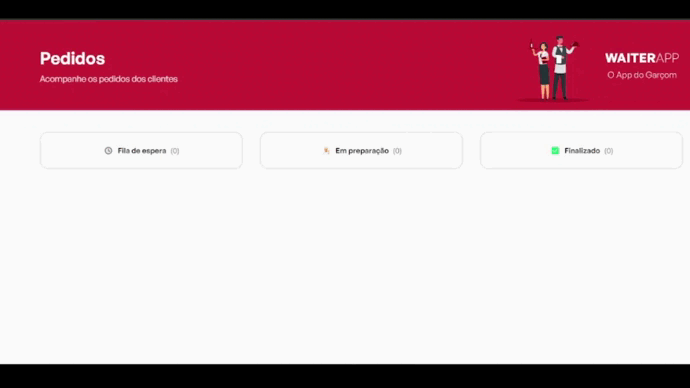 Pedidos
Acompanhe os pedidos dos clientes
WAITERAPP
O App do Garçom
Fila de espera (0)
Em preparação (0)
Finalizado (0)